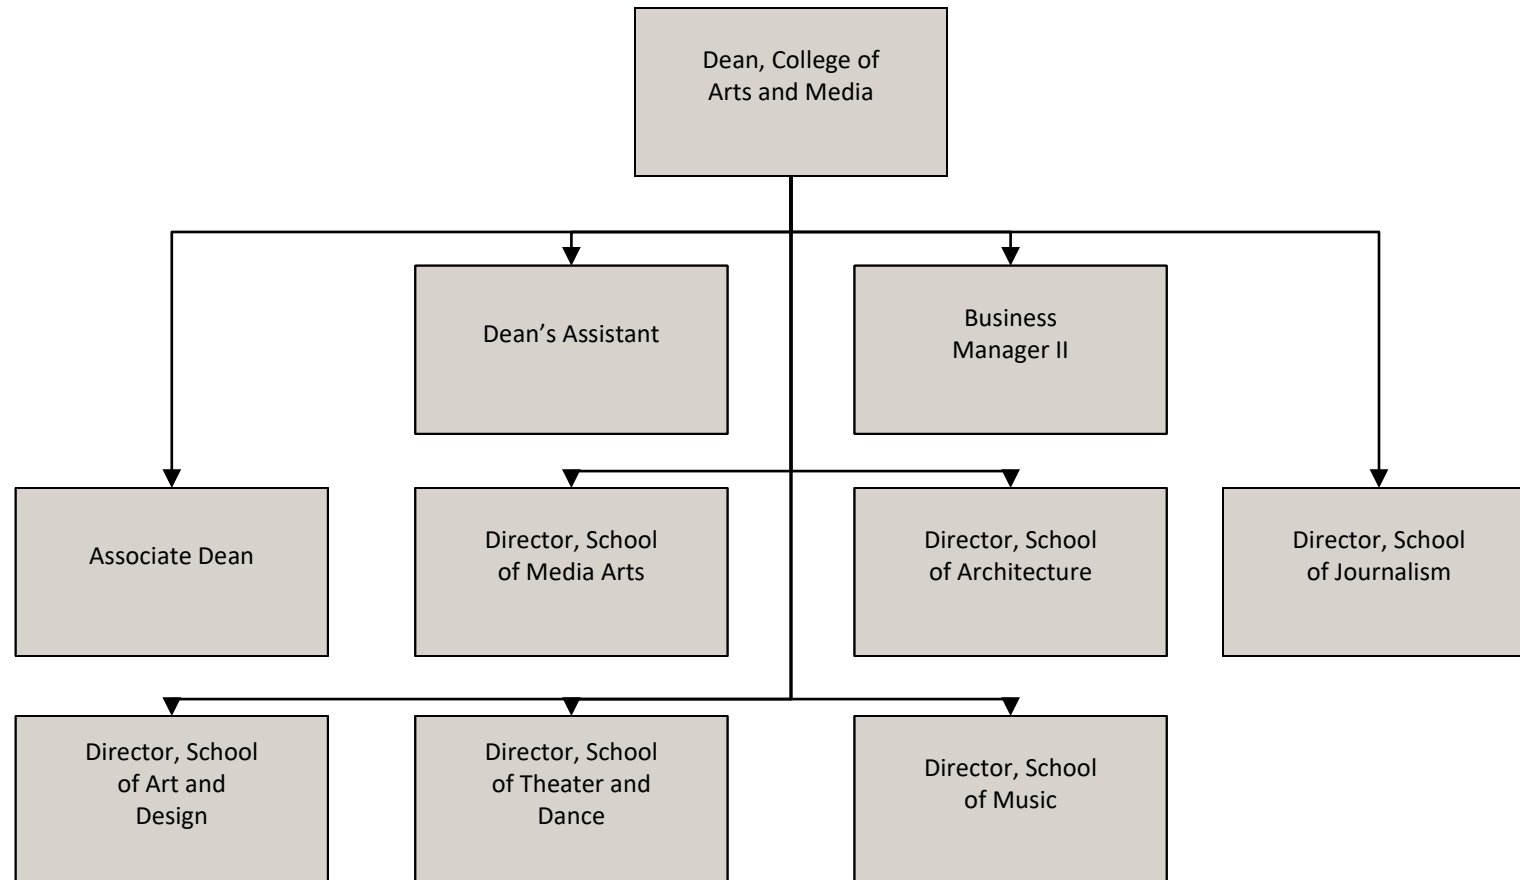 Dean, College of
Arts and Media
Dean’s Assistant
Business
Manager II
Associate Dean
Director, School
of Media Arts
Director, School
of Architecture
Director, School
of Journalism
Director, School
of Art and
Design
Director, School
of Theater and
Dance
Director, School
of Music